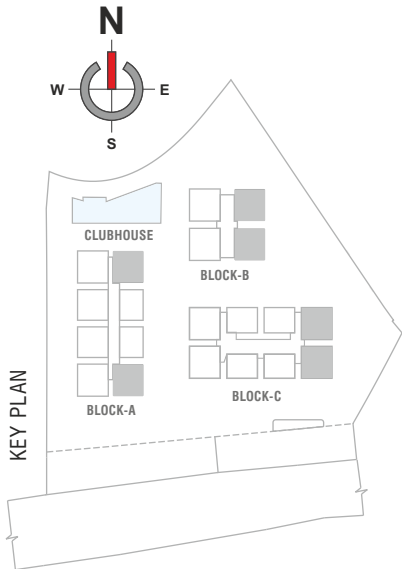 N
W E
S
CLUBHOUSE
BLOCK-B
BLOCK-A
BLOCK-C
KEY PLAN